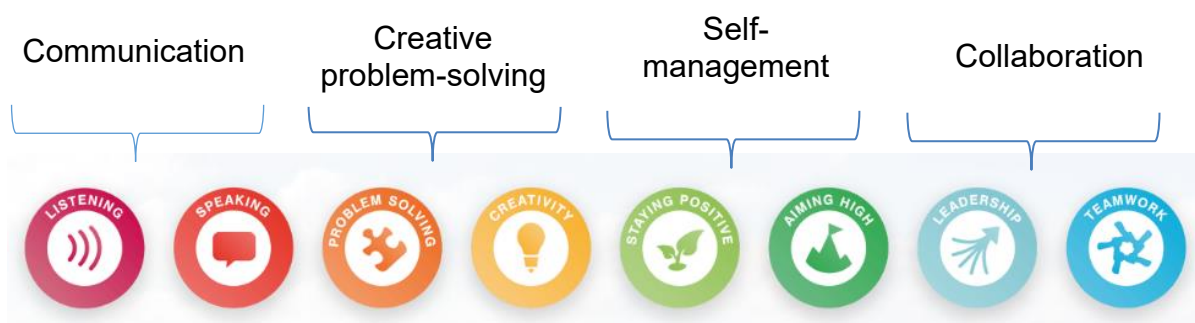 Communication
Creative
problem-solving
Self-
management
Collaboration
LISTENING
SPEAKING
PROBLEM SOLVING
CREATIVITY
STAYING POSITIVE
AIMING HIGH
LEADERSHIP
TEAMWORK